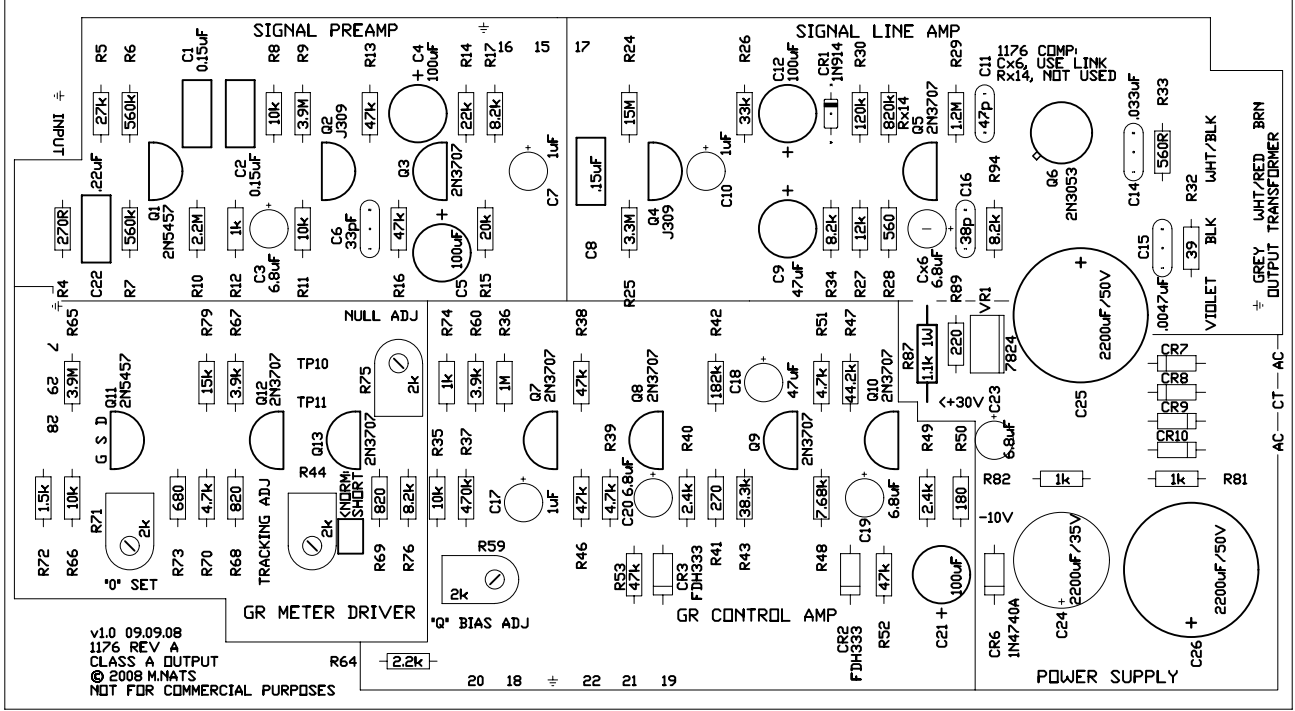 SIGNAL PREAMP
SIGNAL LINE AMP
R5
R6
C1
0.15uF
R8
R9
R13
C4
100uF
R14
R17
16
15
17
R24
R26
C12
100uF
CR1
1N914
R30
R29
C11
1176 COMP:
Cx6, USE LINK
Rx14, NOT USED
.033uF
R33
INPUT
27k
560k
10k
3.9M
Q2
J309
47k
22k
8.2k
15M
33k
120k
820k
Rx14
Q5
2N3707
1.2M
47p
560R
WHT/BLK
BRN
.22uF
C2
0.15uF
Q3
2N3707
1uF
C7
.15uF
1uF
C10
R94
Q6
2N3053
C14
R32
270R
560k
Q1
2N5457
2.2M
1k
C3
6.8uF
10k
C6
33pF
47k
100uF
20k
C8
3.3M
Q4
J309
C9
47uF
8.2k
12k
560
Cx6
6.8uF
C16
38p
8.2k
C15
.0047uF
39
BLK
VIOLET
GREY
WHT/RED
OUTPUT TRANSFORMER
R4
C22
R7
R10
R12
R11
R16
C5
R15
R25
R34
R27
R28
R89
VR1
2200uF/50V
C25
7
29
28
R65
R79
R67
NULL ADJ
R74
R60
R36
R38
R42
R51
R47
R87
1.1k 1W
220
7824
CR7
CR8
CR9
CR10
AC
CT
AC
3.9M
Q11
2N5457
15k
3.9k
Q12
2N3707
TP10
TP11
R75
2k
1k
3.9k
1M
Q7
2N3707
47k
Q8
2N3707
182k
C18
47uF
4.7k
44.2k
Q10
2N3707
<+30V
C23
6.8uF
G S D
Q13
2N3707
R35
R37
R39
R40
Q9
2N3707
R49
R50
R44
<NORM:
SHORT
R82
1k
1k
R81
1.5k
10k
R71
2k
680
4.7k
820
TRACKING ADJ
2k
820
8.2k
10k
470k
C17
1uF
47k
4.7k
C20
6.8uF
2.4k
270
38.3k
7.68k
C19
6.8uF
2.4k
180
-10V
R72
R66
"0" SET
R73
R70
R68
R69
R76
R59
2k
R46
R53
47k
CR3
FDH333
R41
R43
R48
47k
100uF
2200uF/35V
2200uF/50V
GR METER DRIVER
"Q" BIAS ADJ
GR CONTROL AMP
CR2
FDH333
R52
C21
CR6
1N4740A
C24
C26
v1.0 09.09.08
1176 REV A
CLASS A OUTPUT
© 2008 M.NATS
NOT FOR COMMERCIAL PURPOSES
R64
2.2k
20
18
22
21
19
POWER SUPPLY